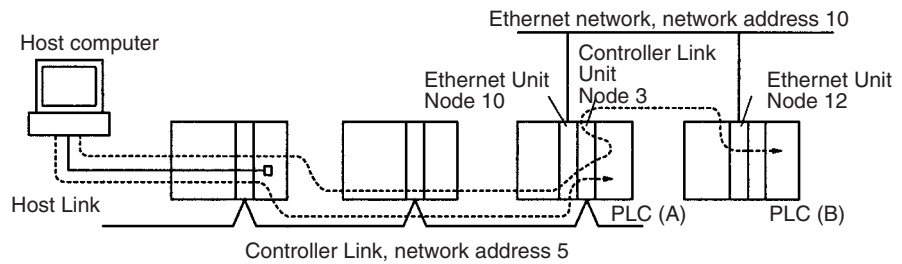 Ethernet network, network address 10
Host computer
Controller Link
Unit
Node 3
Ethernet Unit
Node 10
Ethernet Unit
Node 12
Host Link
PLC (A)
PLC (B)
Controller Link, network address 5